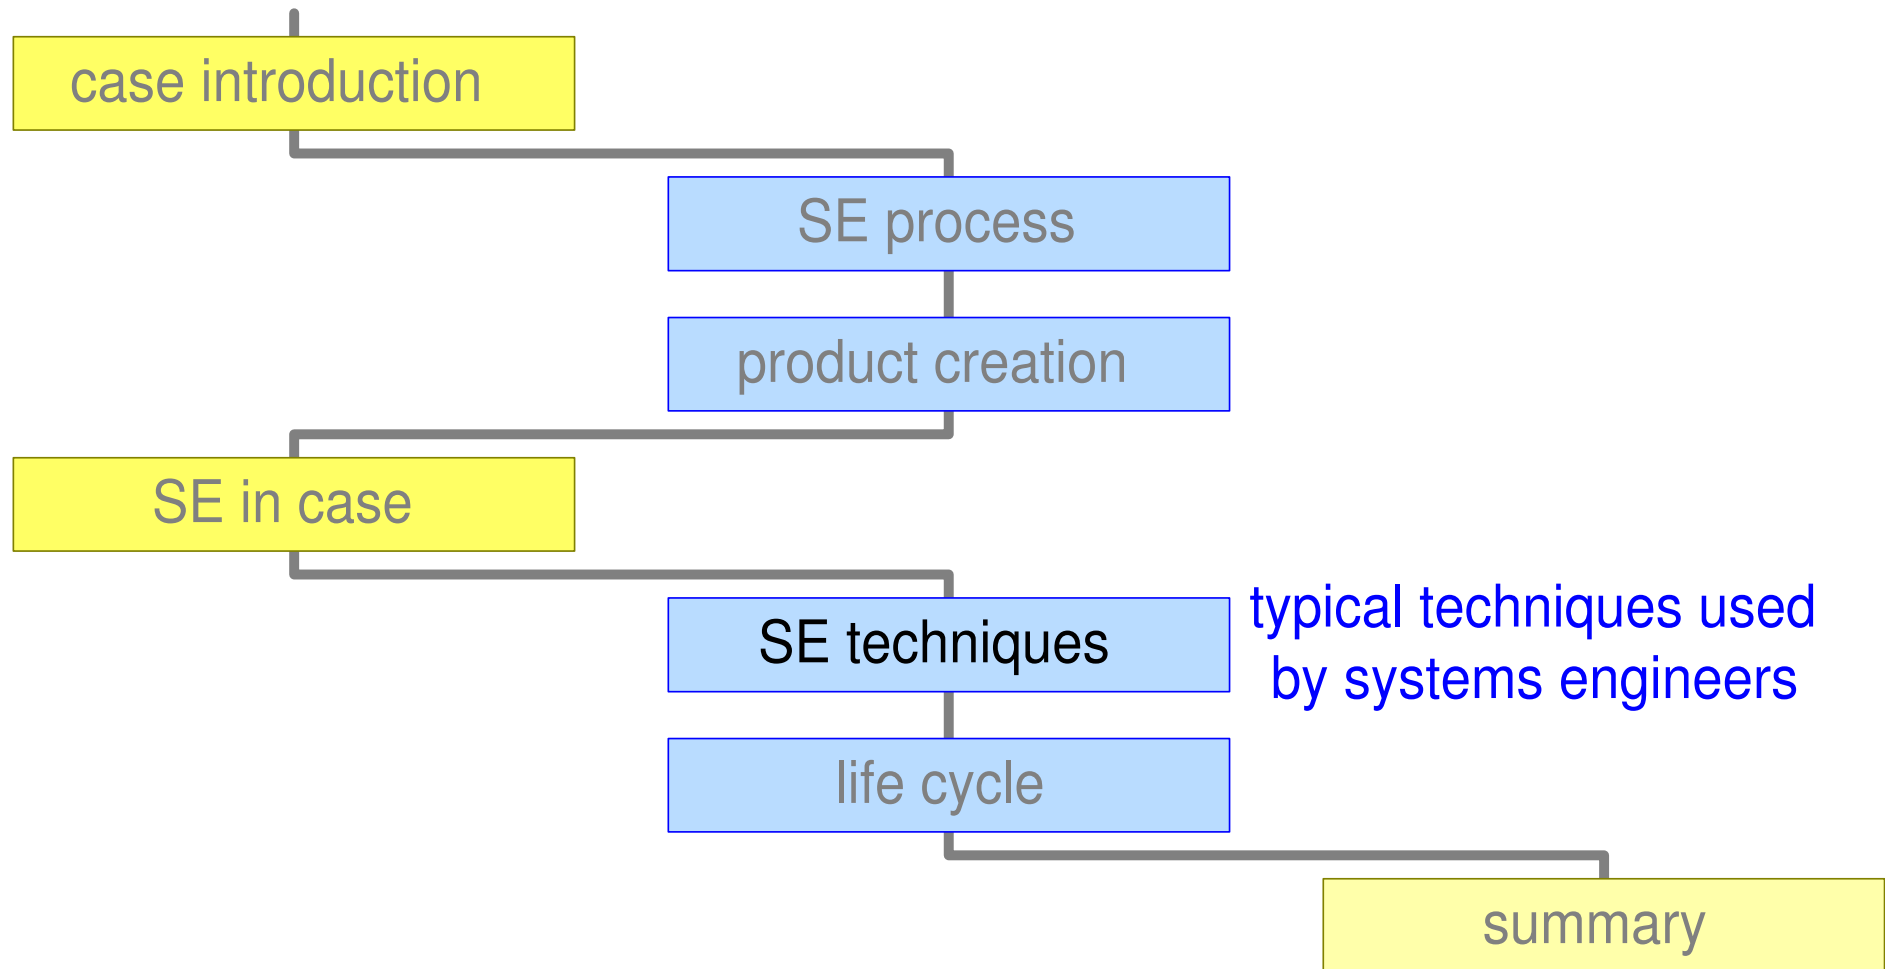 case introduction
SE process
product creation
SE in case
SE techniques
typical techniques used
by systems engineers
life cycle
summary